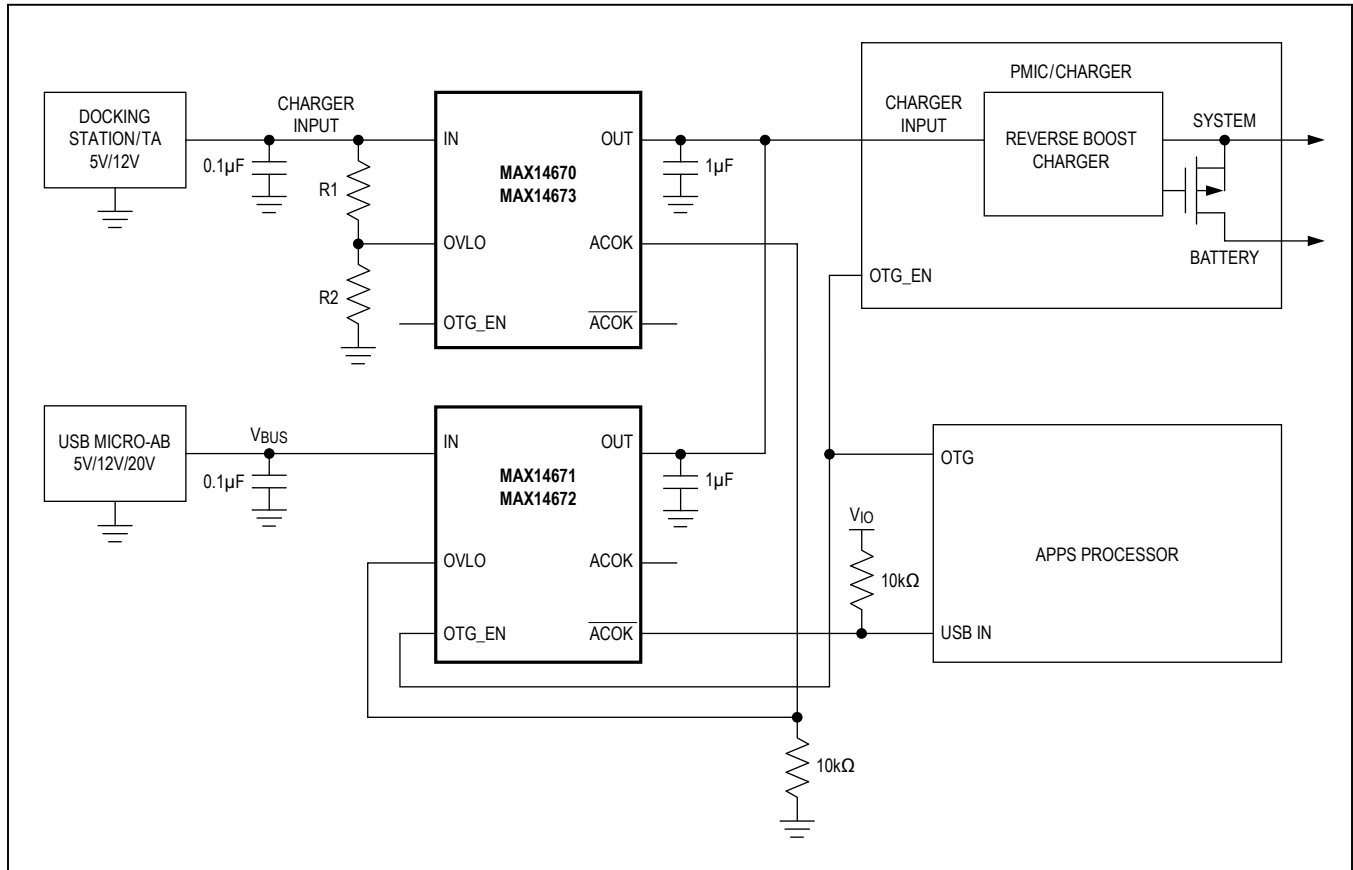 DOCKING
STATION/TA
5V/12V
CHARGER
INPUT
0.1µF
R1
R2
IN
OUT
MAX14670
MAX14673
OVLO
ACOK
OTG_EN
ACOK
1µF
PMIC/CHARGER
CHARGER
INPUT
REVERSE BOOST
CHARGER
SYSTEM
BATTERY
OTG_EN
USB MICRO-AB
5V/12V/20V
VBUS
0.1µF
IN
OUT
MAX14671
MAX14672
OVLO
ACOK
OTG_EN
ACOK
1µF
VIO
10kΩ
OTG
APPS PROCESSOR
USB IN
10kΩ